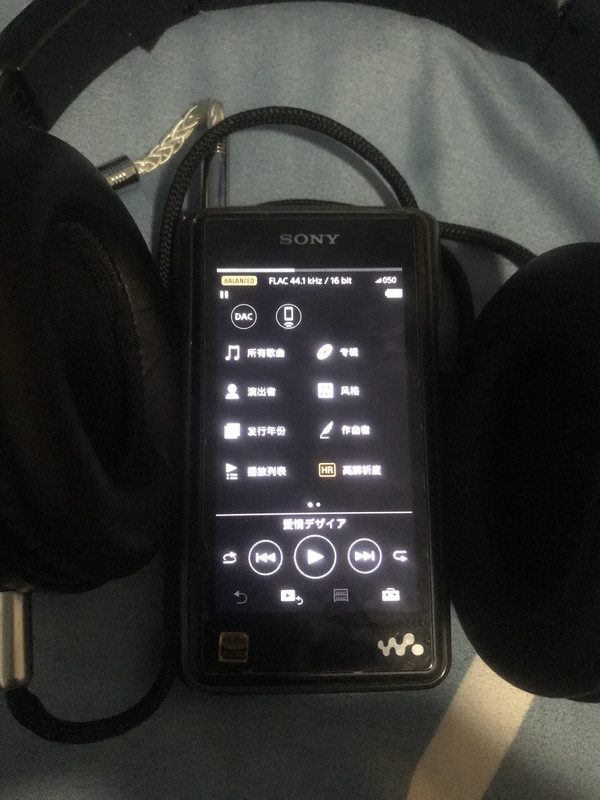 SONY
BALANCED FLAC 44.1 kHz / 16 bit 050
DAC
所有歌曲 专辑
演出者 风格
发行年份 作曲者
播放列表 HR 高解析度
愛情デザイア